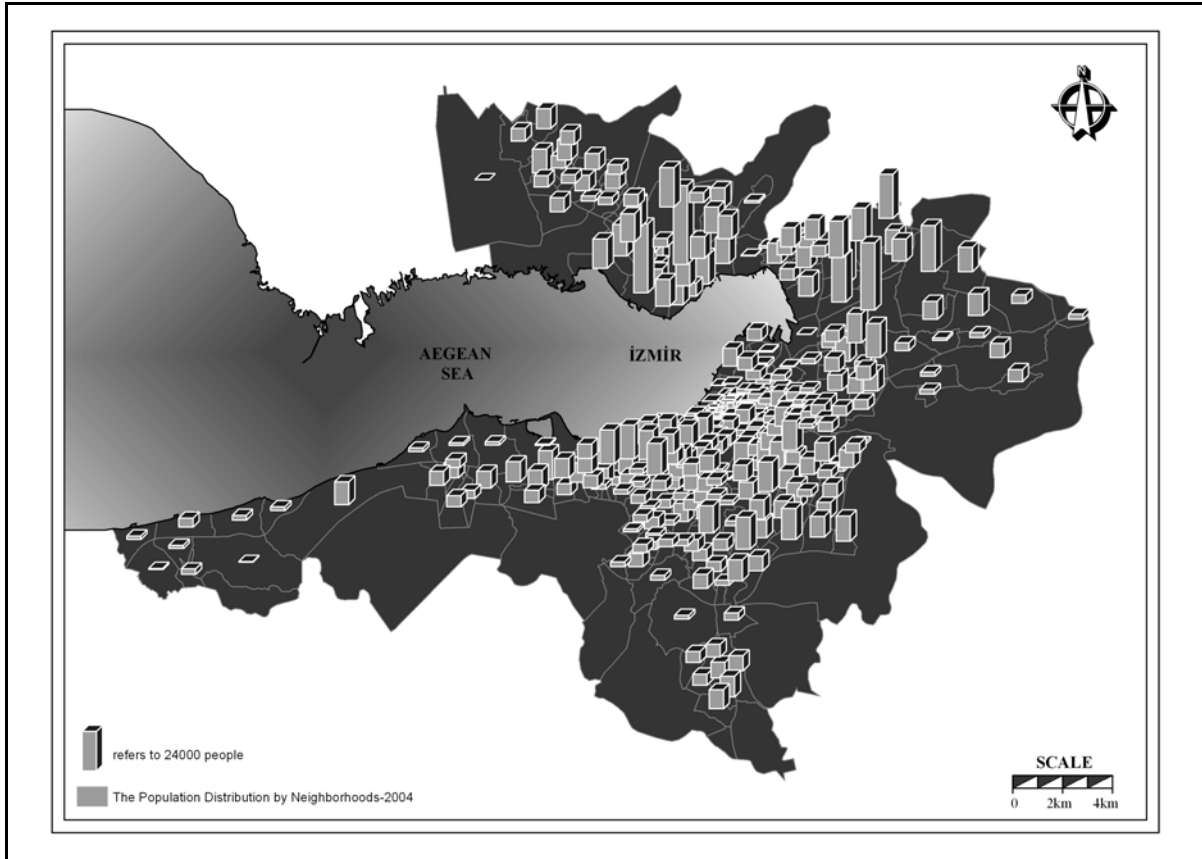 N
AEGEAN
SEA
İZMİR
refers to 24000 people
The Population Distribution by Neighborhoods-2004
SCALE
0 2km 4km